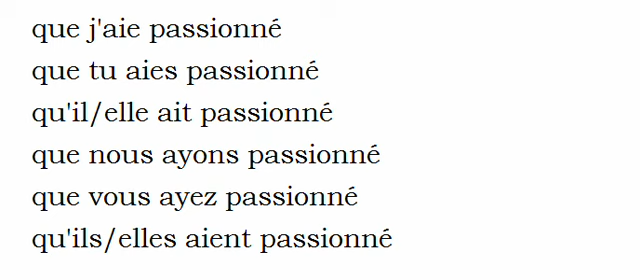 que j'aie passionné
que tu aies passionné
qu'il/elle ait passionné
que nous ayons passionné
que vous ayez passionné
qu'ils/elles aient passionné